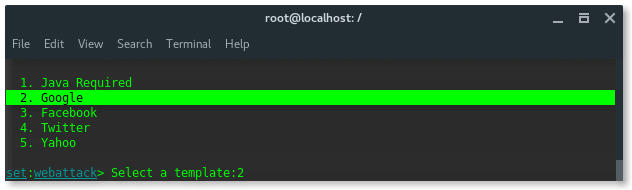 root@localhost: /
File Edit View Search Terminal Help
1. Java Required
2. Google
3. Facebook
4. Twitter
5. Yahoo
set:webattack> Select a template:2